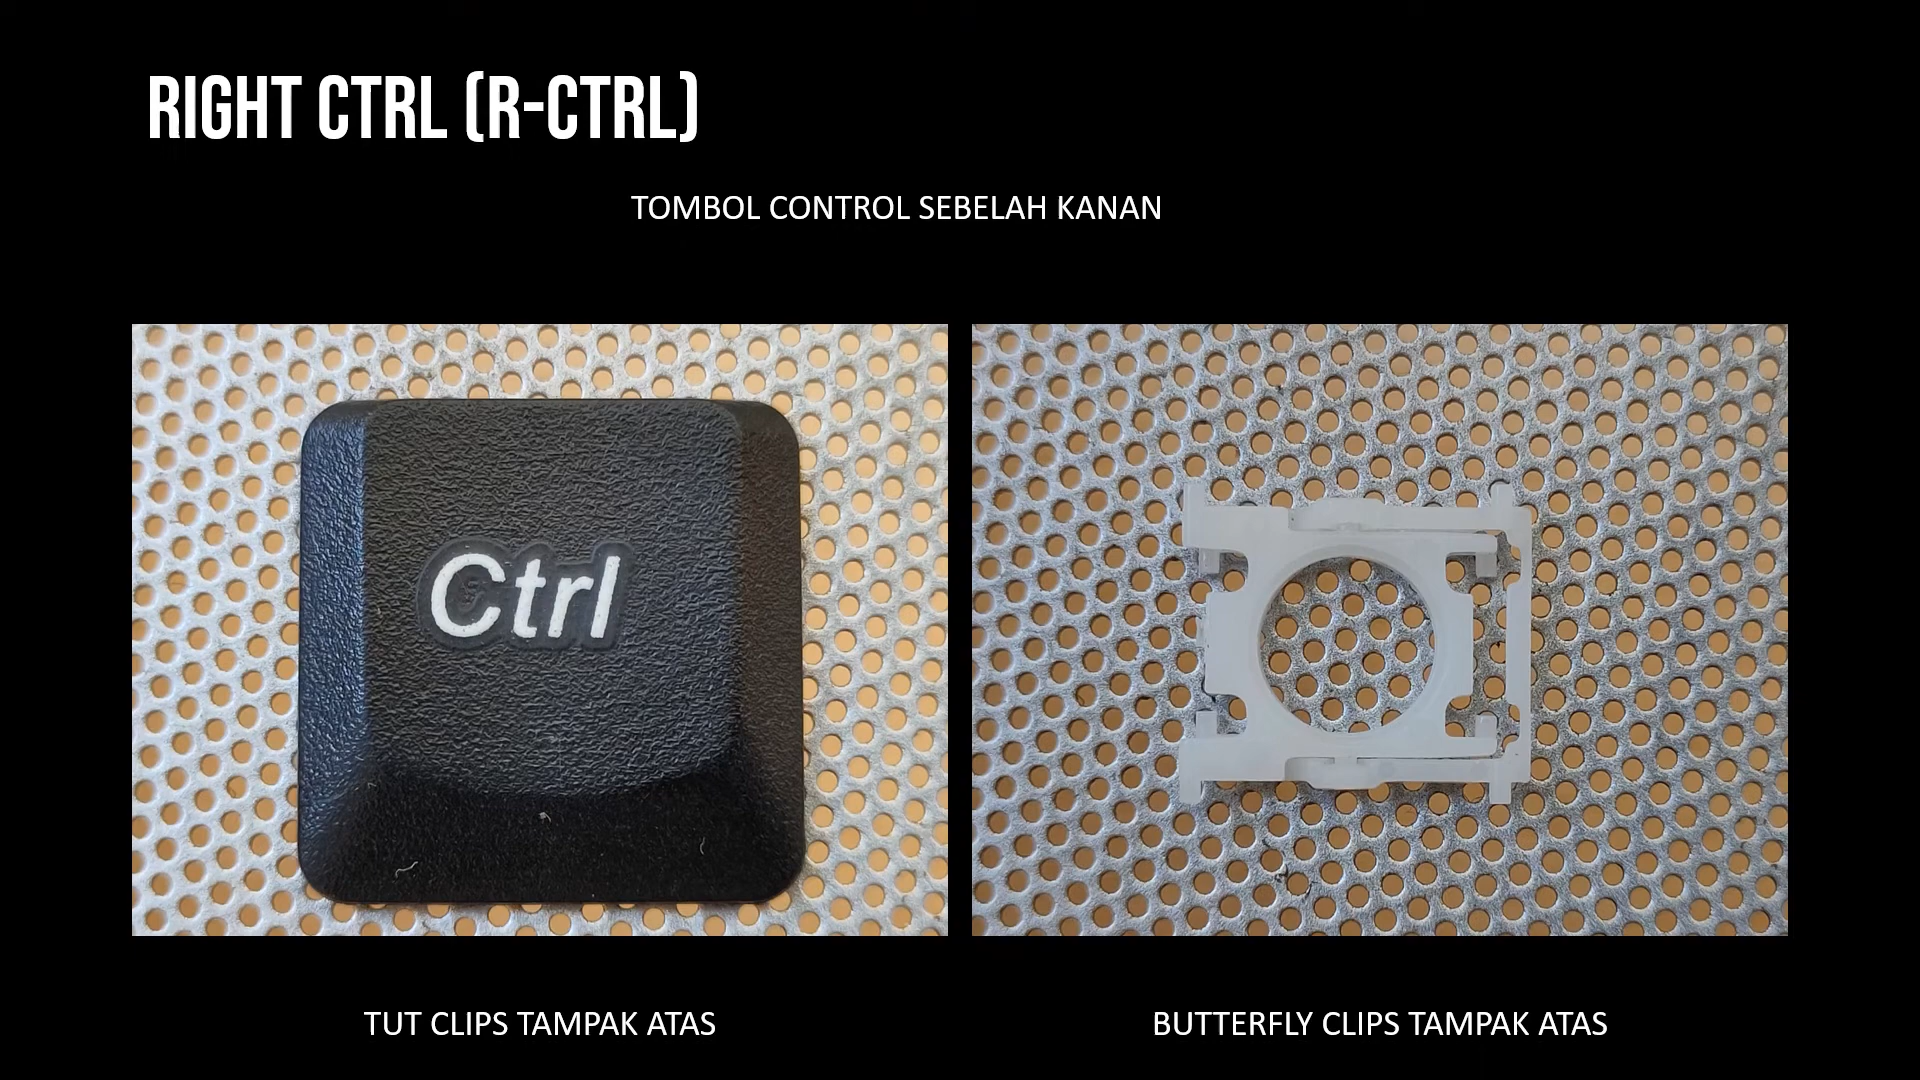 RIGHT CTRL (R-CTRL)
TOMBOL CONTROL SEBELAH KANAN
Ctrl
TUT CLIPS TAMPAK ATAS
BUTTERFLY CLIPS TAMPAK ATAS